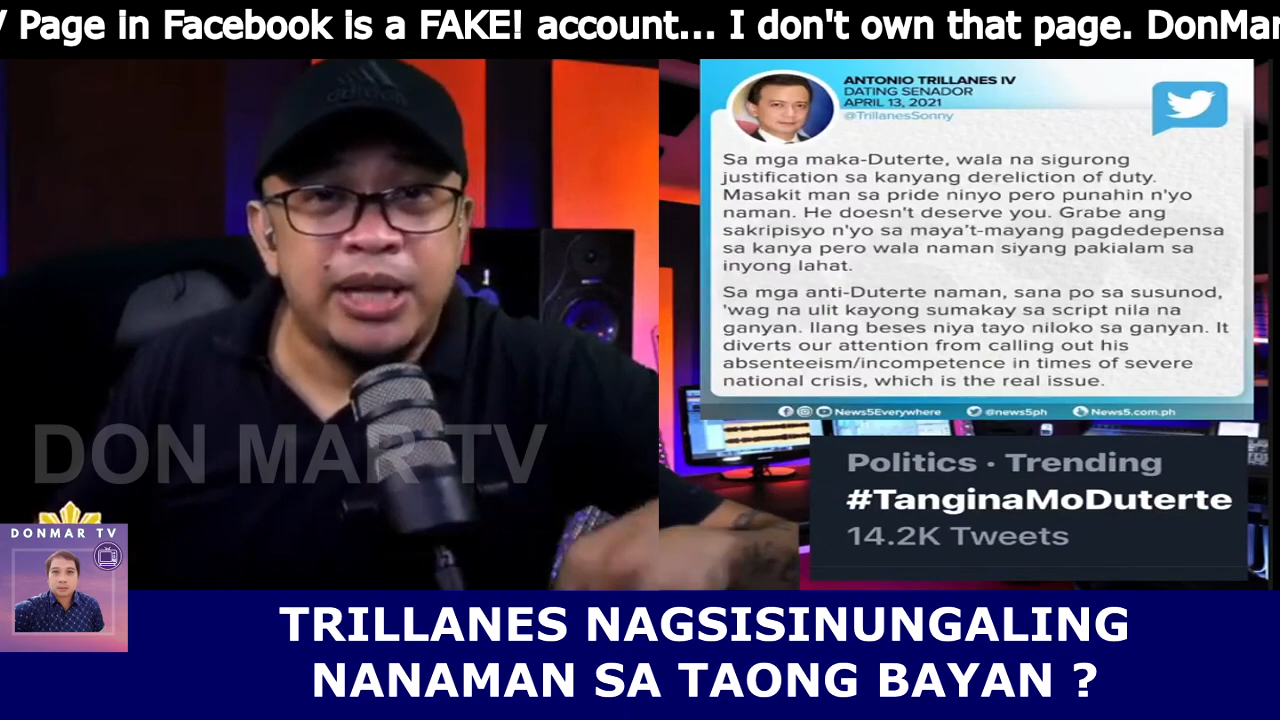 Page in Facebook is a FAKE! account... I don't own that page. DonMar
ANTONIO TRILLANES IV
DATING SENADOR
APRIL 13, 2021
@TrillanesSonny
Sa mga maka-Duterte, wala na sigurong
justification sa kanyang dereliction of duty.
Masakit man sa pride ninyo pero punahin n'yo
naman. He doesn't deserve you. Grabe ang
sakripisyo n'yo sa maya't-mayang pagdedepensa
sa kanya pero wala naman siyang pakialam sa
inyong lahat.
Sa mga anti-Duterte naman, sana po sa susunod,
'wag na ulit kayong sumakay sa script nila na
ganyan. Ilang beses niya tayo niloko sa ganyan. It
diverts our attention from calling out his
absenteeism/incompetence in times of severe
national crisis, which is the real issue.
News5Everywhere @news5ph News5.com.ph
DON MAR TV
Politics · Trending
#TanginaMoDuterte
14.2K Tweets
DONMAR TV
TRILLANES NAGSISINUNGALING
NANAMAN SA TAONG BAYAN ?